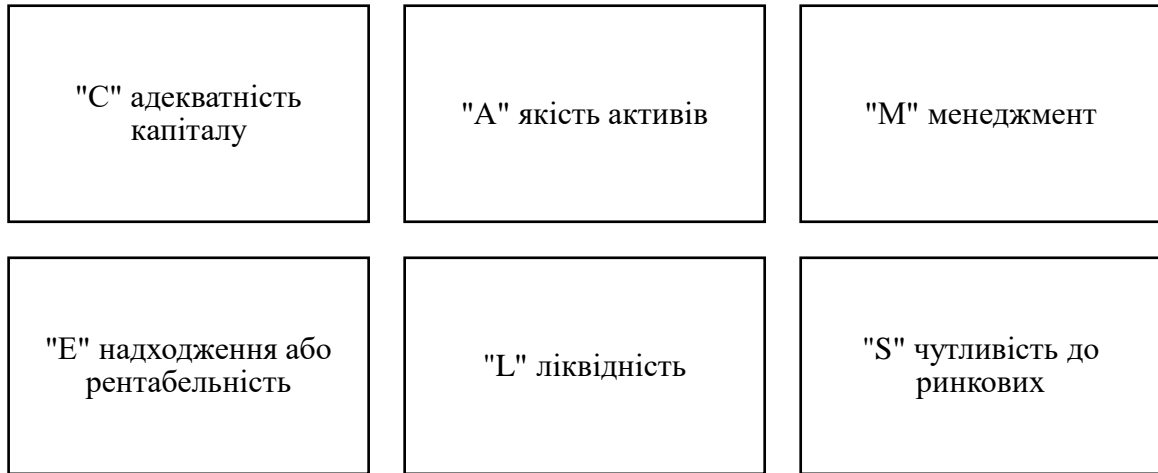 "С" адекватність
капіталу
"А" якість активів
"М" менеджмент
"Е" надходження або
рентабельність
"L" ліквідність
"S" чутливість до
ринкових